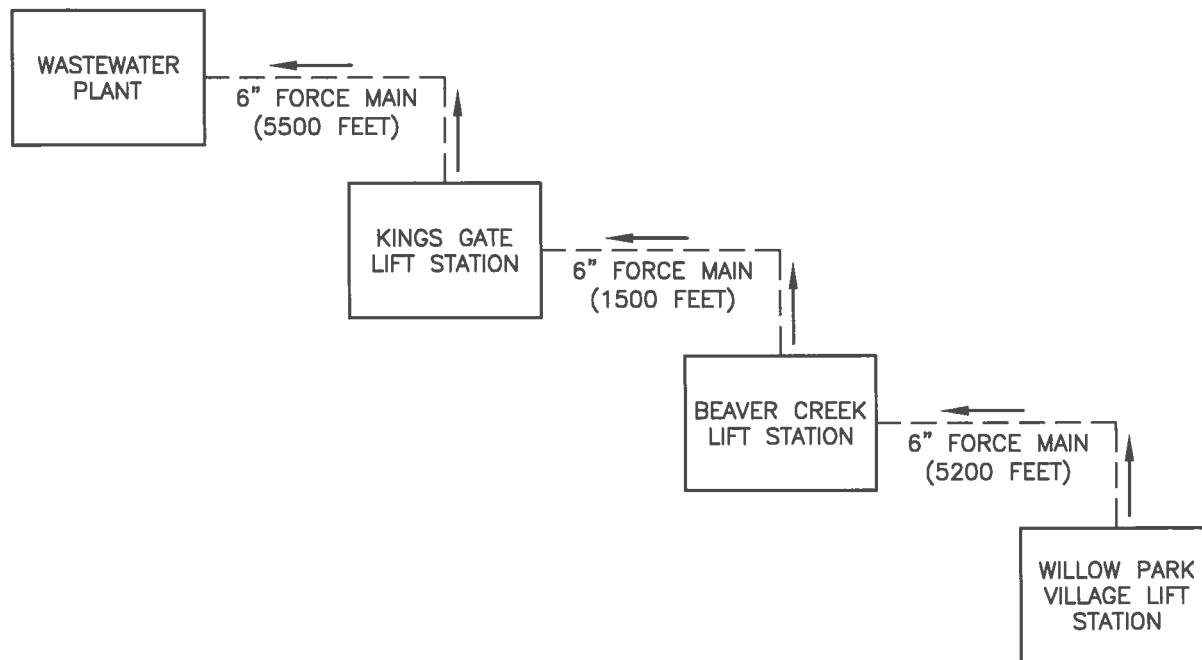 WASTEWATER
PLANT
6" FORCE MAIN
(5500 FEET)
KINGS GATE
LIFT STATION
6" FORCE MAIN
(1500 FEET)
BEAVER CREEK
LIFT STATION
6" FORCE MAIN
(5200 FEET)
WILLOW PARK
VILLAGE LIFT
STATION